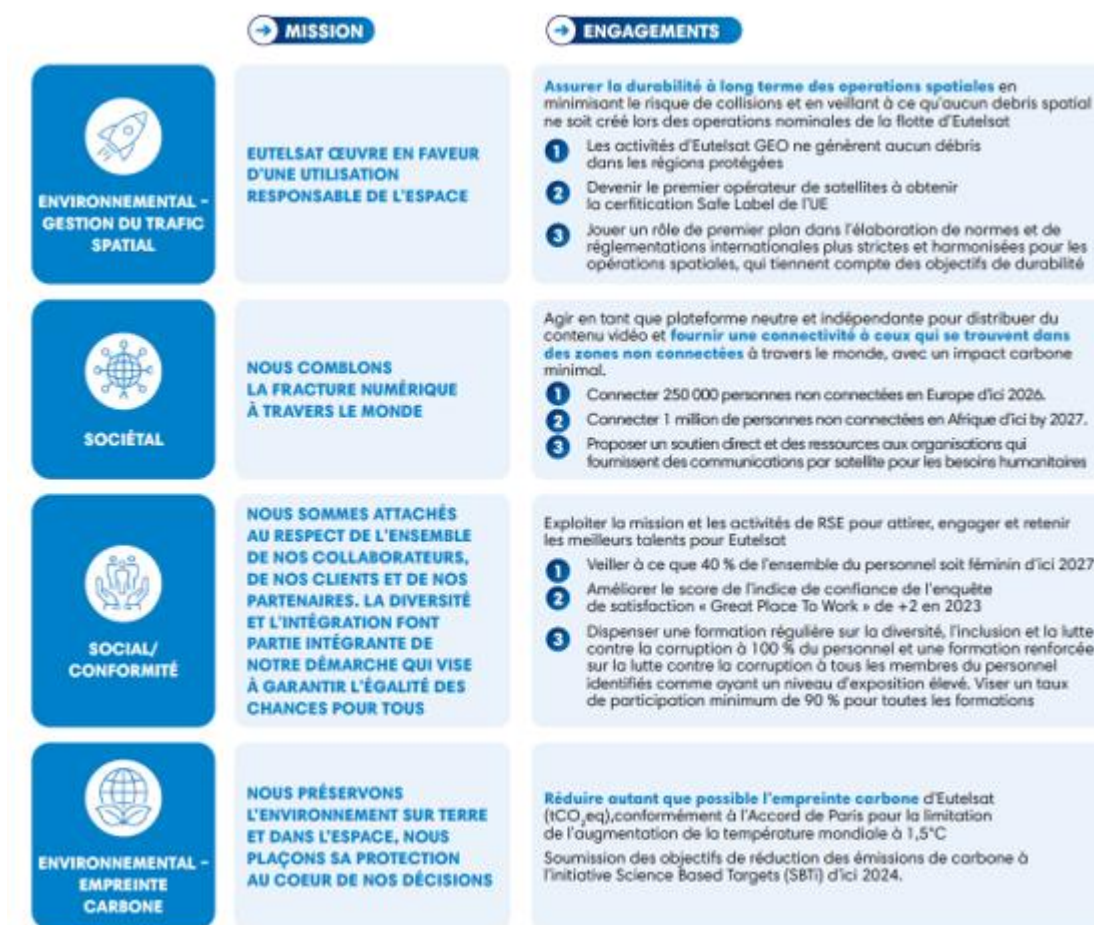 MISSION
ENGAGEMENTS
ENVIRONNEMENTAL –
GESTION DU TRAFIC
SPATIAL
EUTELSAT ŒUVRE EN FAVEUR
D'UNE UTILISATION
RESPONSABLE DE L'ESPACE
Assurer la durabilité à long terme des operations spatiales en
minimisant le risque de collisions et en veillant à ce qu'aucun debris spatial
ne soit créé lors des operations nominales de la flotte d'Eutelsat
1 Les activités d'Eutelsat GEO ne génèrent aucun débris
dans les régions protégées
2 Devenir le premier opérateur de satellites à obtenir
la cerfitication Safe Label de l'UE
3 Jouer un rôle de premier plan dans l'élaboration de normes et de
réglementations internationales plus strictes et harmonisées pour les
opérations spatiales, qui tiennent compte des objectifs de durabilité
SOCIÉTAL
NOUS COMBLONS
LA FRACTURE NUMÉRIQUE
À TRAVERS LE MONDE
Agir en tant que plateforme neutre et indépendante pour distribuer du
contenu vidéo et fournir une connectivité à ceux qui se trouvent dans
des zones non connectées à travers le monde, avec un impact carbone
minimal.
1 Connecter 250 000 personnes non connectées en Europe d'ici 2026.
2 Connecter 1 million de personnes non connectées en Afrique d'ici by 2027.
3 Proposer un soutien direct et des ressources aux organisations qui
fournissent des communications par satellite pour les besoins humanitaires
SOCIAL/
CONFORMITÉ
NOUS SOMMES ATTACHÉS
AU RESPECT DE L'ENSEMBLE
DE NOS COLLABORATEURS,
DE NOS CLIENTS ET DE NOS
PARTENAIRES. LA DIVERSITÉ
ET L'INTÉGRATION FONT
PARTIE INTÉGRANTE DE
NOTRE DÉMARCHE QUI VISE
À GARANTIR L'ÉGALITÉ DES
CHANCES POUR TOUS
Exploiter la mission et les activités de RSE pour attirer, engager et retenir
les meilleurs talents pour Eutelsat
1 Veiller à ce que 40 % de l'ensemble du personnel soit féminin d'ici 2027
2 Améliorer le score de l'indice de confiance de l'enquête
de satisfaction « Great Place To Work » de +2 en 2023
3 Dispenser une formation régulière sur la diversité, l'inclusion et la lutte
contre la corruption à 100 % du personnel et une formation renforcée
sur la lutte contre la corruption à tous les membres du personnel
identifiés comme ayant un niveau d'exposition élevé. Viser un taux
de participation minimum de 90 % pour toutes les formations
ENVIRONNEMENTAL –
EMPREINTE
CARBONE
NOUS PRÉSERVONS
L'ENVIRONNEMENT SUR TERRE
ET DANS L'ESPACE, NOUS
PLAÇONS SA PROTECTION
AU COEUR DE NOS DÉCISIONS
Réduire autant que possible l'empreinte carbone d'Eutelsat
(tCO₂eq),conformément à l'Accord de Paris pour la limitation
de l'augmentation de la température mondiale à 1,5°C
Soumission des objectifs de réduction des émissions de carbone à
l'initiative Science Based Targets (SBTi) d'ici 2024.